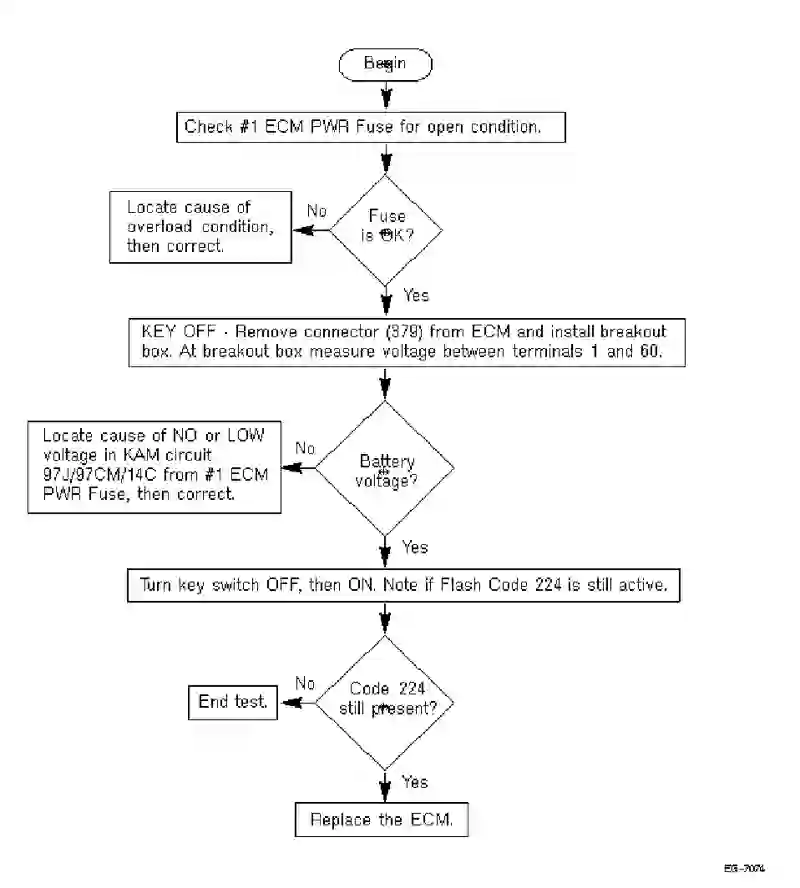 Begin
Check #1 ECM PWR Fuse for open condition.
Locate cause of
overload condition,
then correct.
No
Fuse
is OK?
Yes
KEY OFF - Remove connector (379) from ECM and install breakout
box. At breakout box measure voltage between terminals 1 and 60.
Locate cause of NO or LOW
voltage in KAM circuit
97J/97CM/14C from #1 ECM
PWR Fuse, then correct.
No
Battery
voltage?
Yes
Turn key switch OFF, then ON. Note if Flash Code 224 is still active.
End test.
No
Code 224
still present?
Yes
Replace the ECM.
EG-7074